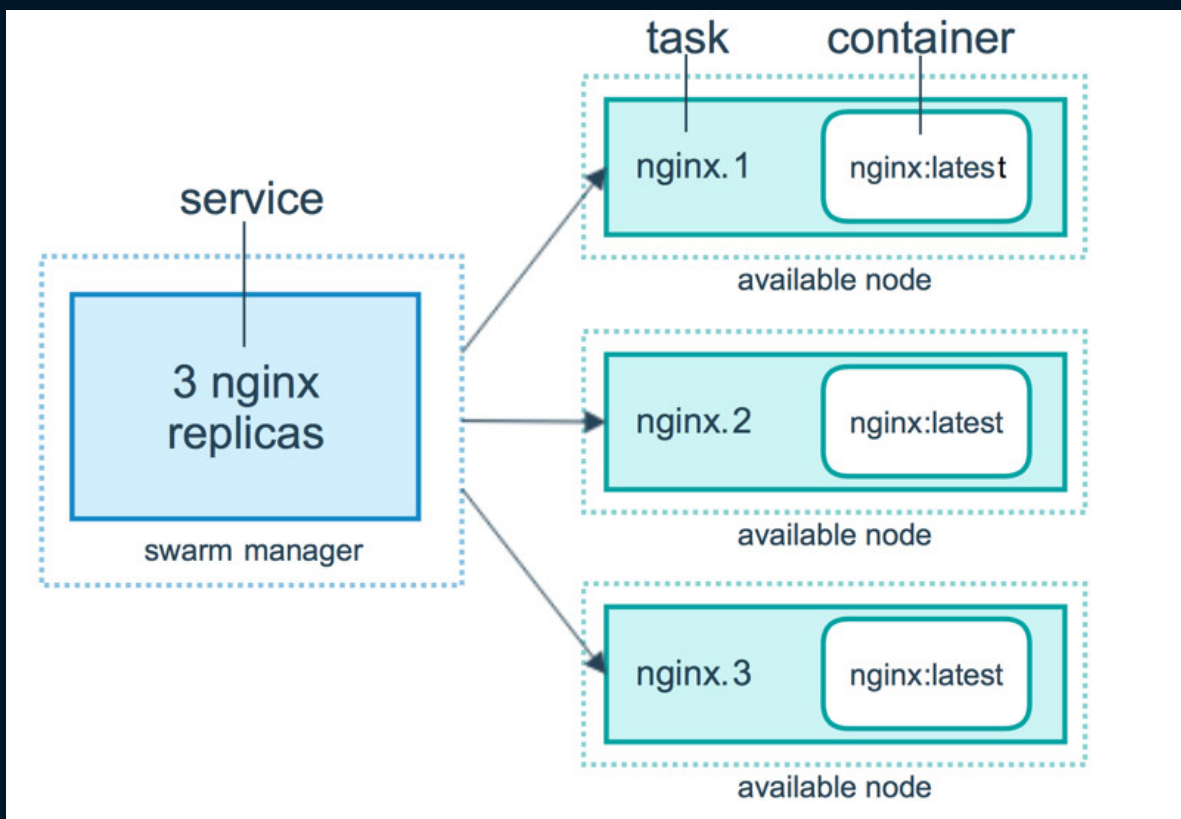 task
container
nginx.1
nginx:latest
available node
service
3 nginx
replicas
swarm manager
nginx.2
nginx:latest
available node
nginx.3
nginx:latest
available node